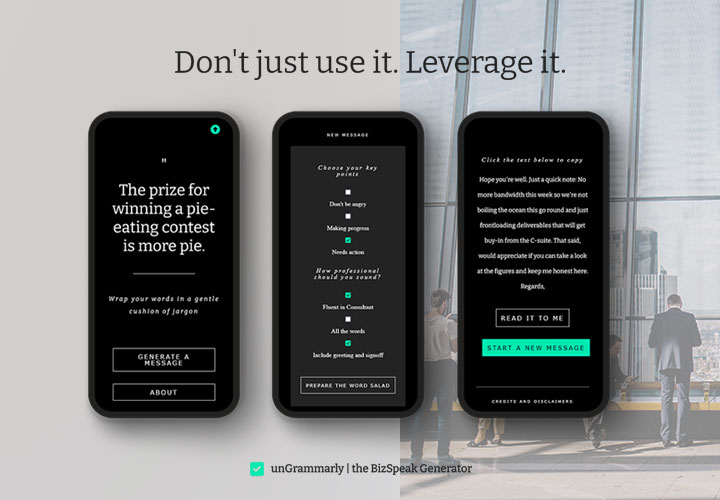 Don't just use it. Leverage it.
"
The prize for
winning a pie-
eating contest
is more pie.
Wrap your words in a gentle
cushion of jargon
GENERATE A
MESSAGE
ABOUT
NEW MESSAGE
Choose your key
points
Don't be angry
Making progress
Needs action
How professional
should you sound?
Fluent in Consultant
All the words
Include greeting and signoff
PREPARE THE WORD SALAD
Click the text below to copy
Hope you're well. Just a quick note: No
more bandwidth this week so we're not
boiling the ocean this go round and just
frontloading deliverables that will get
buy-in from the C-suite. That said,
would appreciate if you can take a look
at the figures and keep me honest here.
Regards,
READ IT TO ME
START A NEW MESSAGE
CREDITS AND DISCLAIMERS
unGrammarly | the BizSpeak Generator